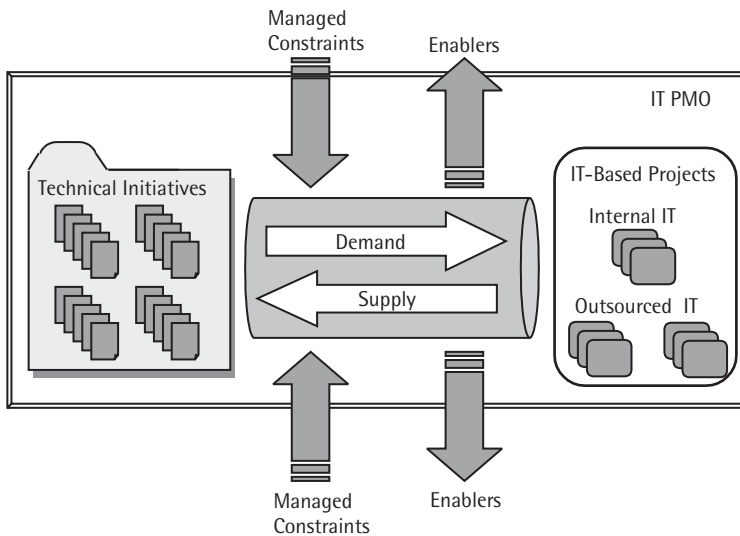 Managed
Constraints
Enablers
IT PMO
Technical Initiatives
IT-Based Projects
Internal IT
Demand
Supply
Outsourced IT
Managed
Constraints
Enablers